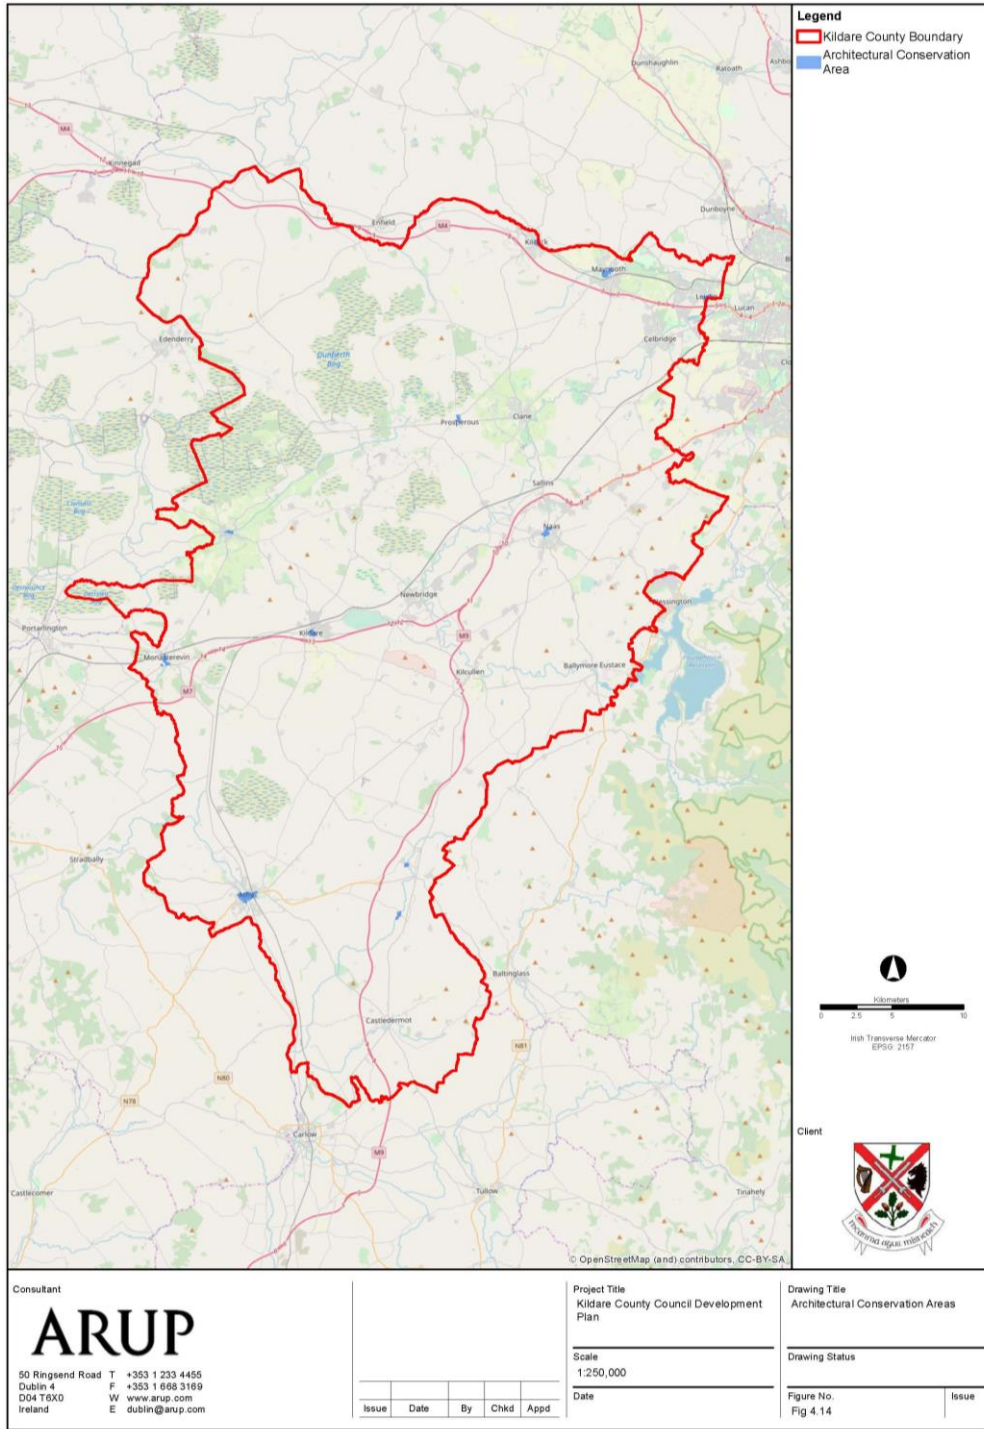 Legend
Kildare County Boundary
Architectural Conservation
Area
Dunshaughlin
Ratoath
M4
Kinnegad
Enfield
M4
Dunboyne
Maynooth
Lucan
Celbridge
Edenderry
Prosperous
Clane
Sallins
Naas
Newbridge
Portarlington
Kildare
M9
Monasterevin
Kilcullen
Ballymore Eustace
M7
Stradbally
Baltinglass
Castledermot
N81
N80
N78
Carlow
M9
Castlecomer
Tullow
Tinahely
© OpenStreetMap (and) contributors, CC-BY-SA
Kilometers
0 2.5 5 10
Irish Transverse Mercator
EPSG: 2157
Client
meanma agus misneach
Consultant
ARUP
50 Ringsend Road T +353 1 233 4455
Dublin 4 F +353 1 668 3169
D04 T6X0 W www.arup.com
Ireland E dublin@arup.com
Issue Date By Chkd Appd
Project Title
Kildare County Council Development
Plan
Scale
1:250,000
Date
Drawing Title
Architectural Conservation Areas
Drawing Status
Figure No.
Fig 4.14
Issue